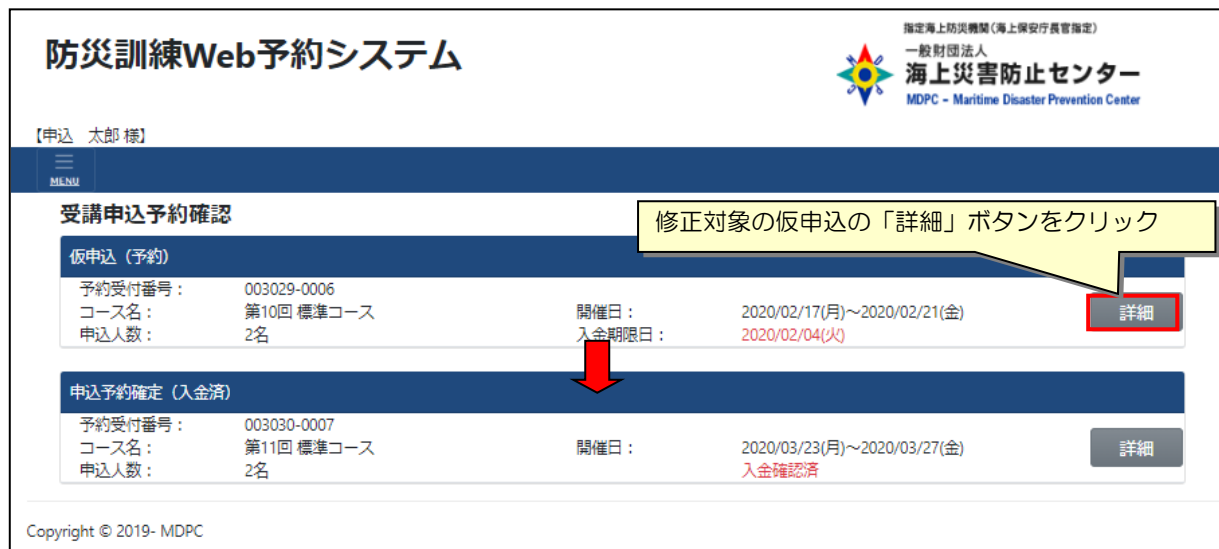 防災訓練Web予約システム
指定海上防災機関(海上保安庁長官指定)
一般財団法人
海上災害防止センター
MDPC – Maritime Disaster Prevention Center
【申込　太郎 様】
MENU
受講申込予約確認
修正対象の仮申込の「詳細」ボタンをクリック
仮申込（予約）
予約受付番号： 003029-0006
コース名： 第10回 標準コース 開催日： 2020/02/17(月)～2020/02/21(金) 詳細
申込人数： 2名 入金期限日： 2020/02/04(火)
申込予約確定（入金済）
予約受付番号： 003030-0007
コース名： 第11回 標準コース 開催日： 2020/03/23(月)～2020/03/27(金) 詳細
申込人数： 2名 入金確認済
Copyright © 2019- MDPC